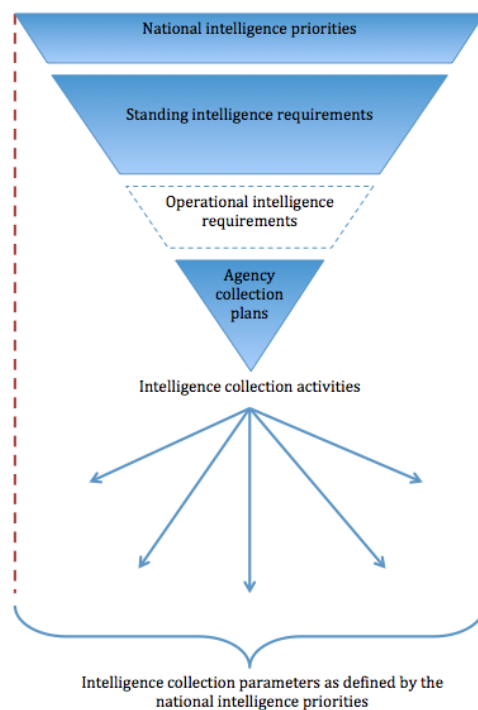 National intelligence priorities
Standing intelligence requirements
Operational intelligence
requirements
Agency
collection
plans
Intelligence collection activities
Intelligence collection parameters as defined by the
national intelligence priorities